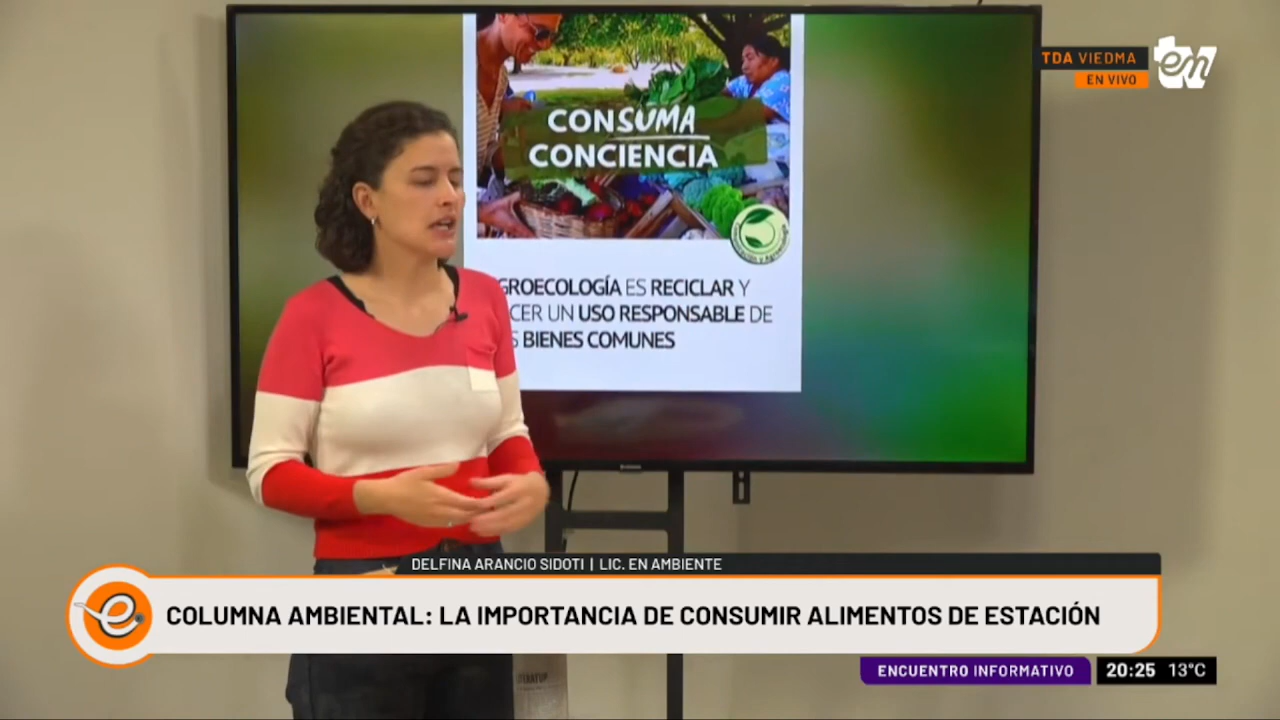 TDA VIEDMA
EN VIVO
em
CONSUMA
CONCIENCIA
GROECOLOGÍA ES RECICLAR Y
CER UN USO RESPONSABLE DE
S BIENES COMUNES
DELFINA ARANCIO SIDOTI | LIC. EN AMBIENTE
e
COLUMNA AMBIENTAL: LA IMPORTANCIA DE CONSUMIR ALIMENTOS DE ESTACIÓN
ENCUENTRO INFORMATIVO
20:25 13°C